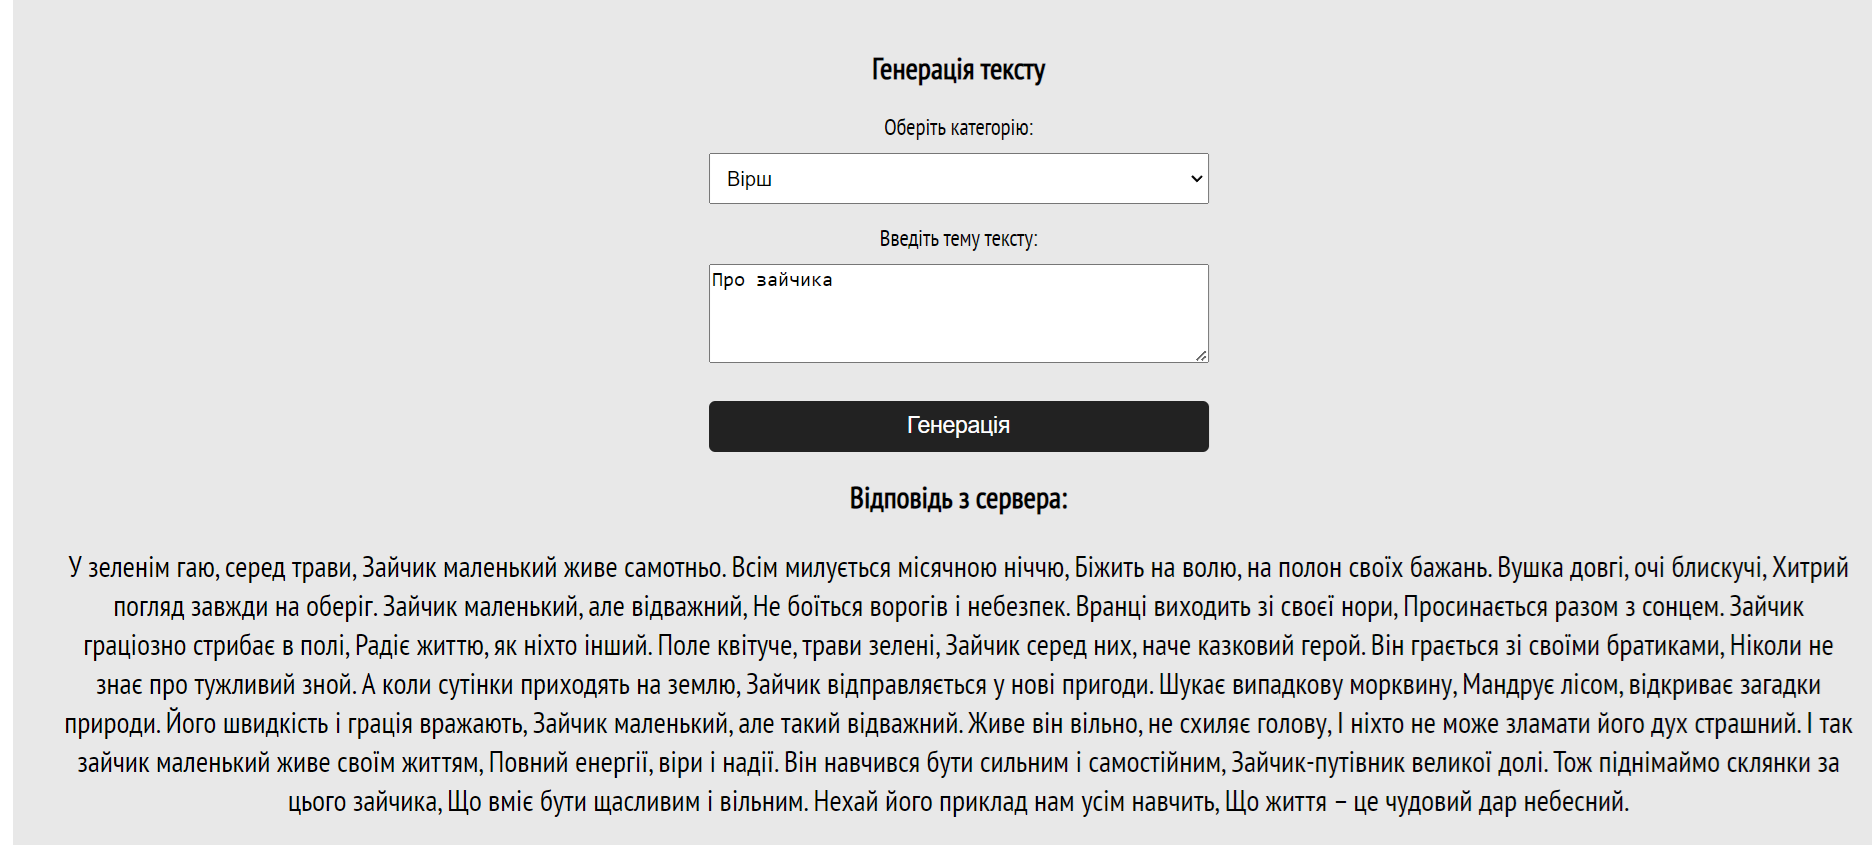 Генерація тексту
Оберіть категорію:
Вірш
Введіть тему тексту:
Про зайчика
Генерація
Відповідь з сервера:
У зеленім гаю, серед трави, Зайчик маленький живе самотньо. Всім милується місячною ніччю, Біжить на волю, на полон своїх бажань. Вушка довгі, очі блискучі, Хитрий
погляд завжди на оберіг. Зайчик маленький, але відважний, Не боїться ворогів і небезпек. Вранці виходить зі своєї нори, Просинається разом з сонцем. Зайчик
граціозно стрибає в полі, Радіє життю, як ніхто інший. Поле квітуче, трави зелені, Зайчик серед них, наче казковий герой. Він грається зі своїми братиками, Ніколи не
знає про тужливий зной. А коли сутінки приходять на землю, Зайчик відправляється у нові пригоди. Шукає випадкову морквину, Мандрує лісом, відкриває загадки
природи. Його швидкість і грація вражають, Зайчик маленький, але такий відважний. Живе він вільно, не схиляє голову, І ніхто не може зламати його дух страшний. І так
зайчик маленький живе своїм життям, Повний енергії, віри і надії. Він навчився бути сильним і самостійним, Зайчик-путівник великої долі. Тож піднімаймо склянки за
цього зайчика, Що вміє бути щасливим і вільним. Нехай його приклад нам усім навчить, Що життя – це чудовий дар небесний.